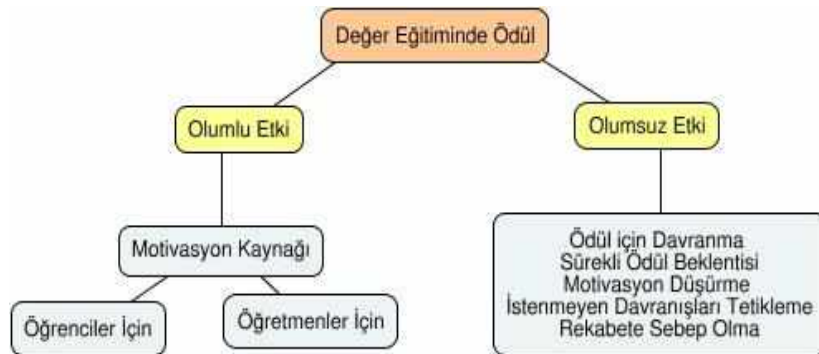 Değer Eğitiminde Ödül
Olumlu Etki
Olumsuz Etki
Motivasyon Kaynağı
Öğrenciler İçin
Öğretmenler İçin
Ödül için Davranma
Sürekli Ödül Beklentisi
Motivasyon Düşürme
İstenmeyen Davranışları Tetikleme
Rekabete Sebep Olma